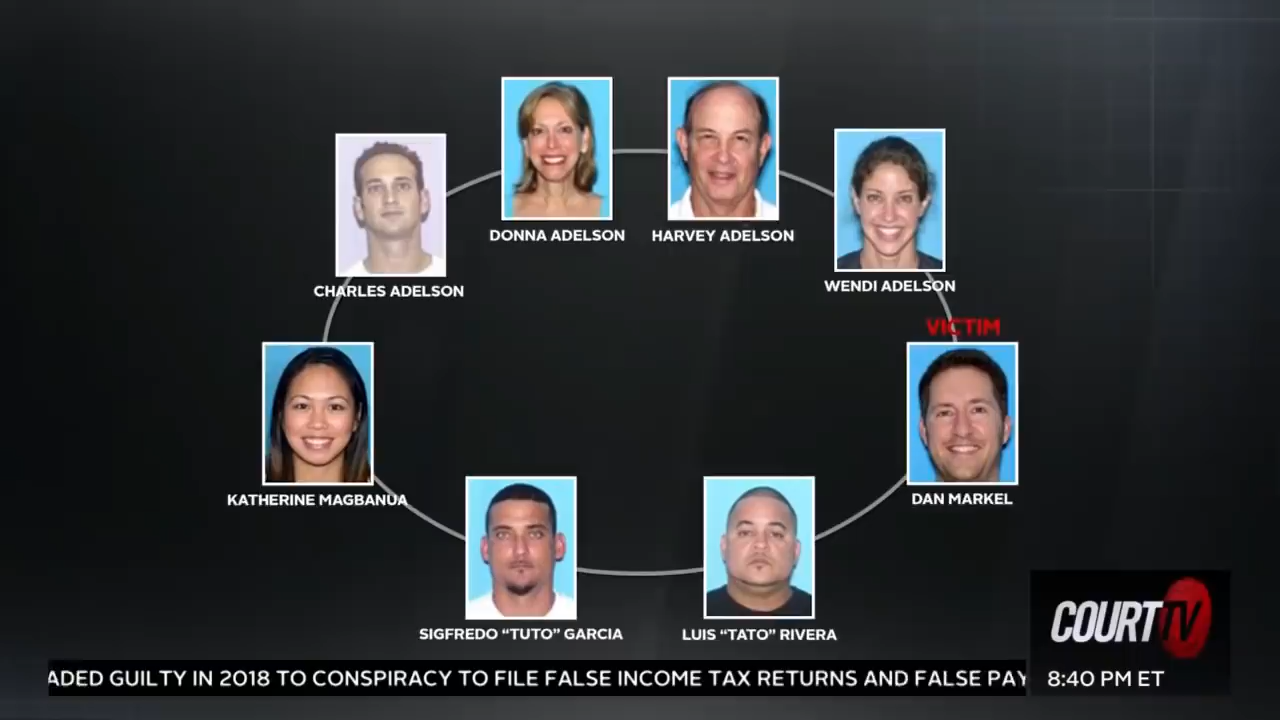 DONNA ADELSON
HARVEY ADELSON
CHARLES ADELSON
WENDI ADELSON
VICTIM
KATHERINE MAGBANUA
DAN MARKEL
SIGFREDO “TUTO” GARCIA
LUIS “TATO” RIVERA
COURT TV
ADED GUILTY IN 2018 TO CONSPIRACY TO FILE FALSE INCOME TAX RETURNS AND FALSE PAY
8:40 PM ET